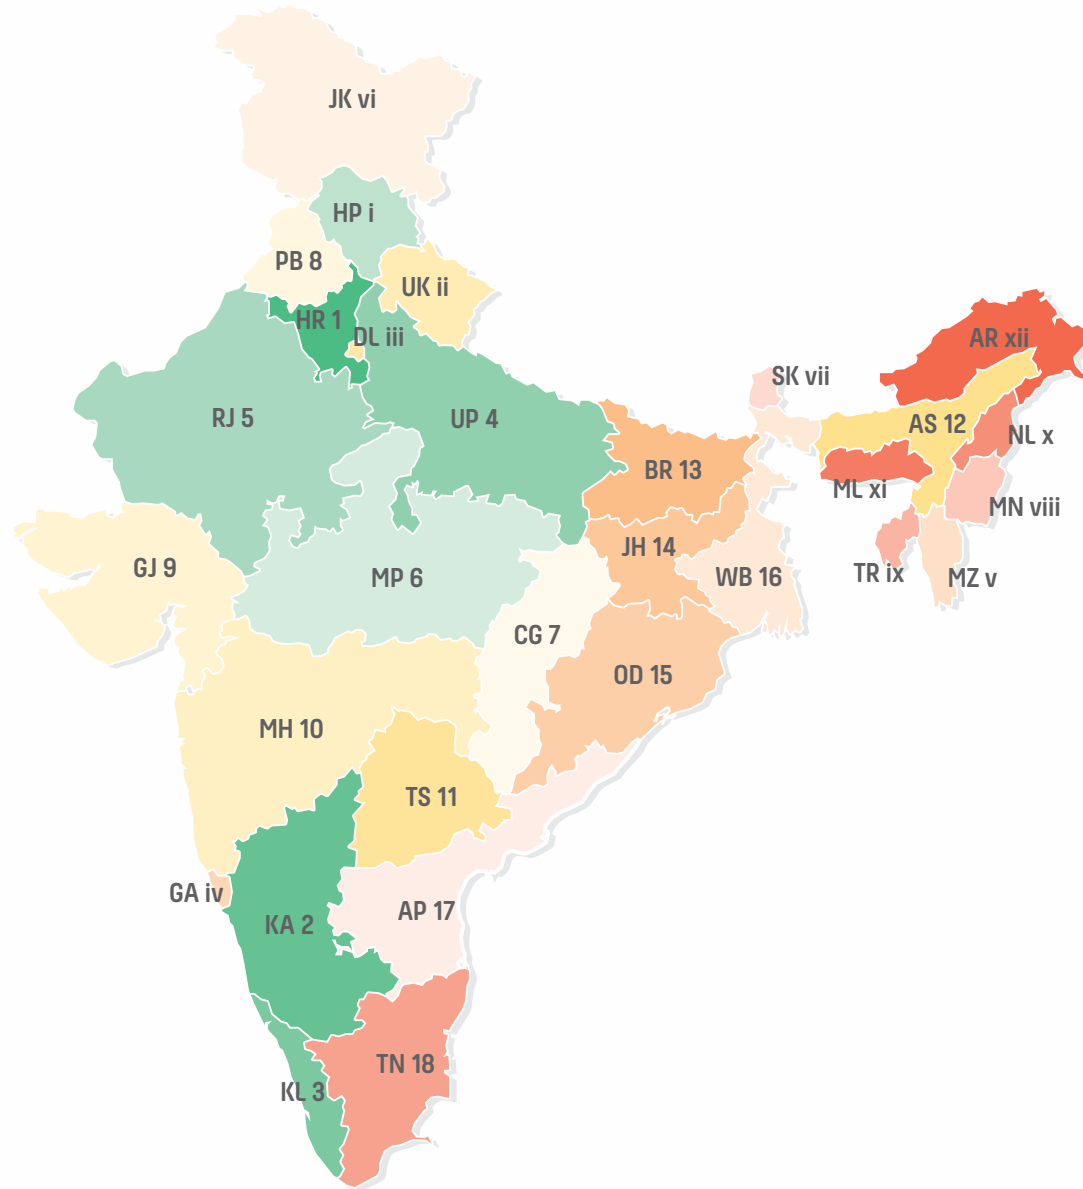 JK vi
HP i
PB 8
UK ii
HR 1
DL iii
AR xii
SK vii
RJ 5
UP 4
AS 12
NL x
BR 13
ML xi
MN viii
JH 14
GJ 9
MP 6
WB 16
TR ix
MZ v
CG 7
OD 15
MH 10
TS 11
GA iv
AP 17
KA 2
TN 18
KL 3